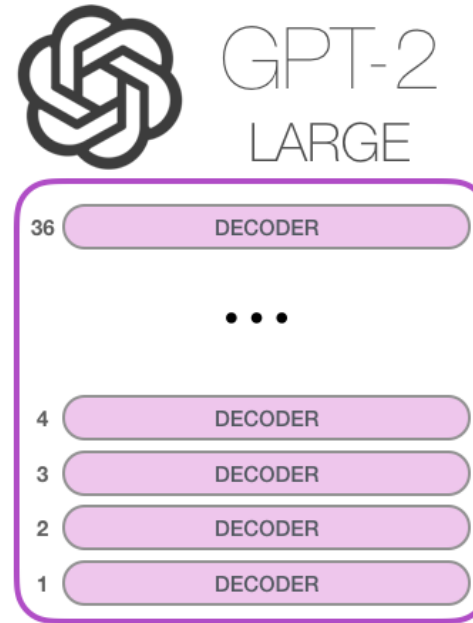 GPT-2
LARGE
36 DECODER
• • •
4 DECODER
3 DECODER
2 DECODER
1 DECODER